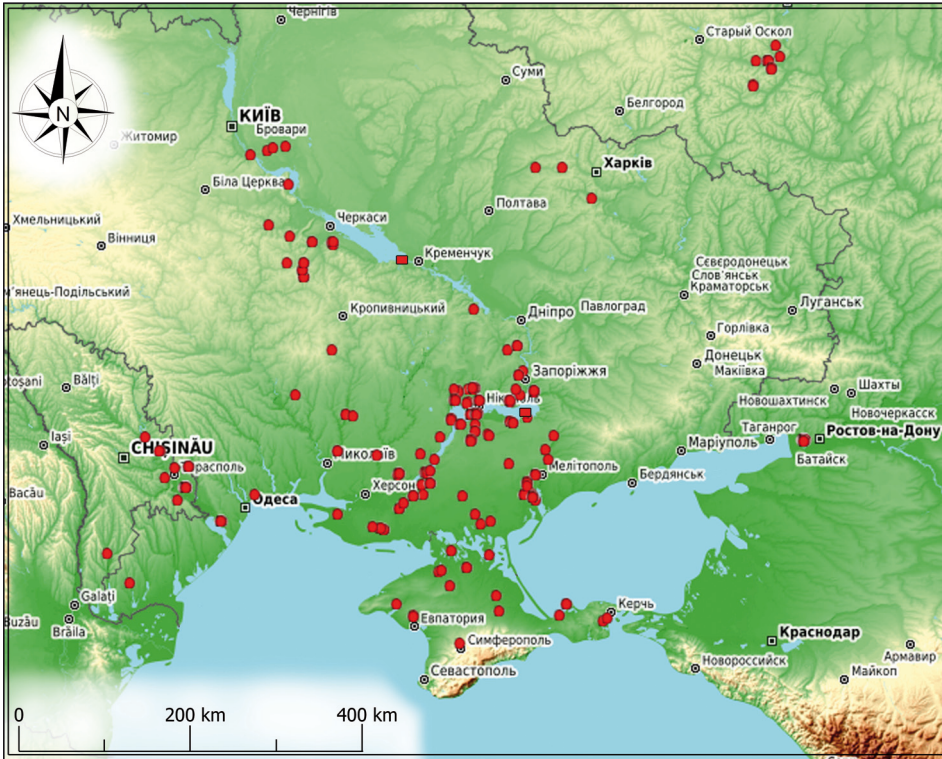 Чернігів
Старый Оскол
Суми
Белгород
N
КИЇВ
Бровари
Житомир
Харків
Біла Церква
Полтава
Хмельницький
Черкаси
Вінниця
Кременчук
Сєвєродонецьк
Слов'янськ
Краматорськ
м'янець-Подільський
Луганськ
Кропивницький
Дніпро
Павлоград
Горлівка
Донецьк
Макіївка
Запоріжжя
Bălți
Шахты
Новошахтинск
Новочеркасск
Iași
Ростов-на-Дону
Таганрог
Маріуполь
Батайск
CHIȘINĂU
Миколаїв
Мелітополь
Бердянськ
Херсон
Bacău
Одеса
Galați
Керчь
Buzău
Brăila
Евпатория
Краснодар
Симферополь
Армавир
Новороссийск
Майкоп
Севастополь
0
200 km
400 km